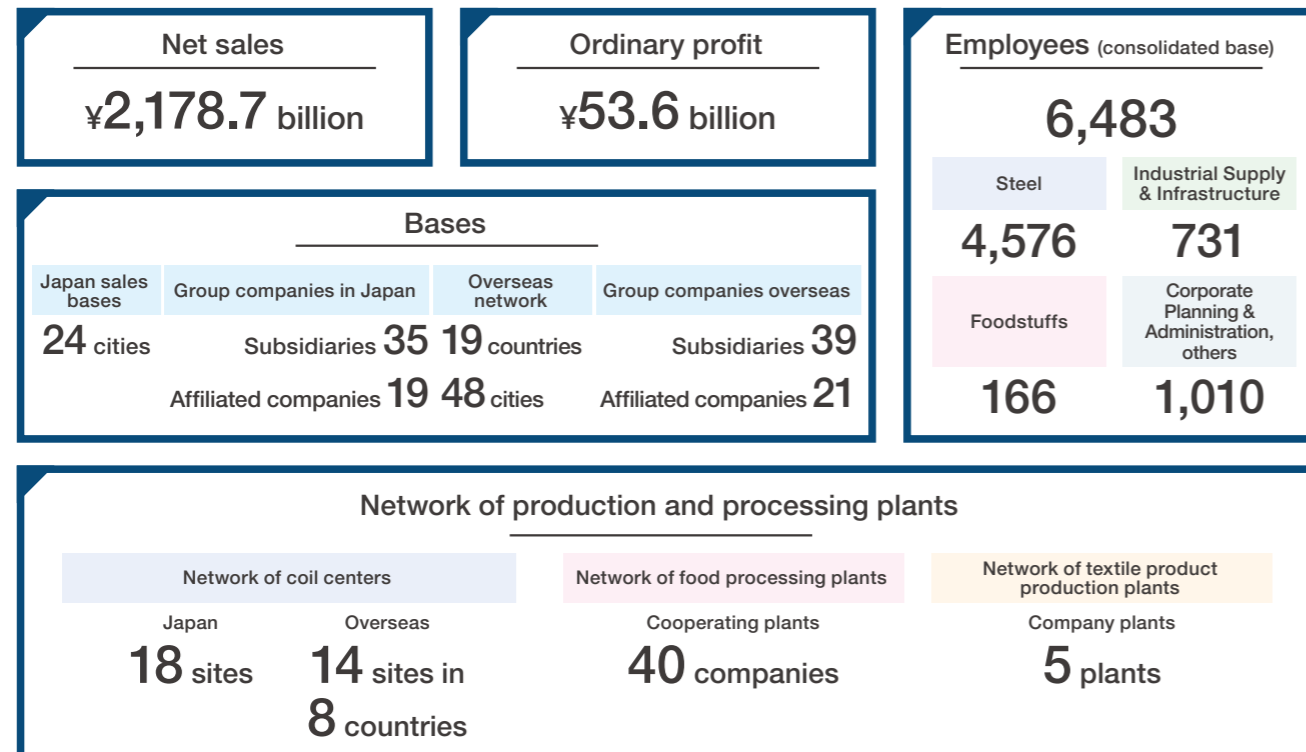 Net sales
¥2,178.7 billion
Ordinary profit
¥53.6 billion
Employees (consolidated base)
6,483
Steel
4,576
Industrial Supply
& Infrastructure
731
Foodstuffs
166
Corporate
Planning &
Administration,
others
1,010
Bases
Japan sales
bases
24 cities
Group companies in Japan
Subsidiaries 35
Affiliated companies 19
Overseas
network
19 countries
48 cities
Group companies overseas
Subsidiaries 39
Affiliated companies 21
Network of production and processing plants
Network of coil centers
Japan
18 sites
Overseas
14 sites in
8 countries
Network of food processing plants
Cooperating plants
40 companies
Network of textile product
production plants
Company plants
5 plants